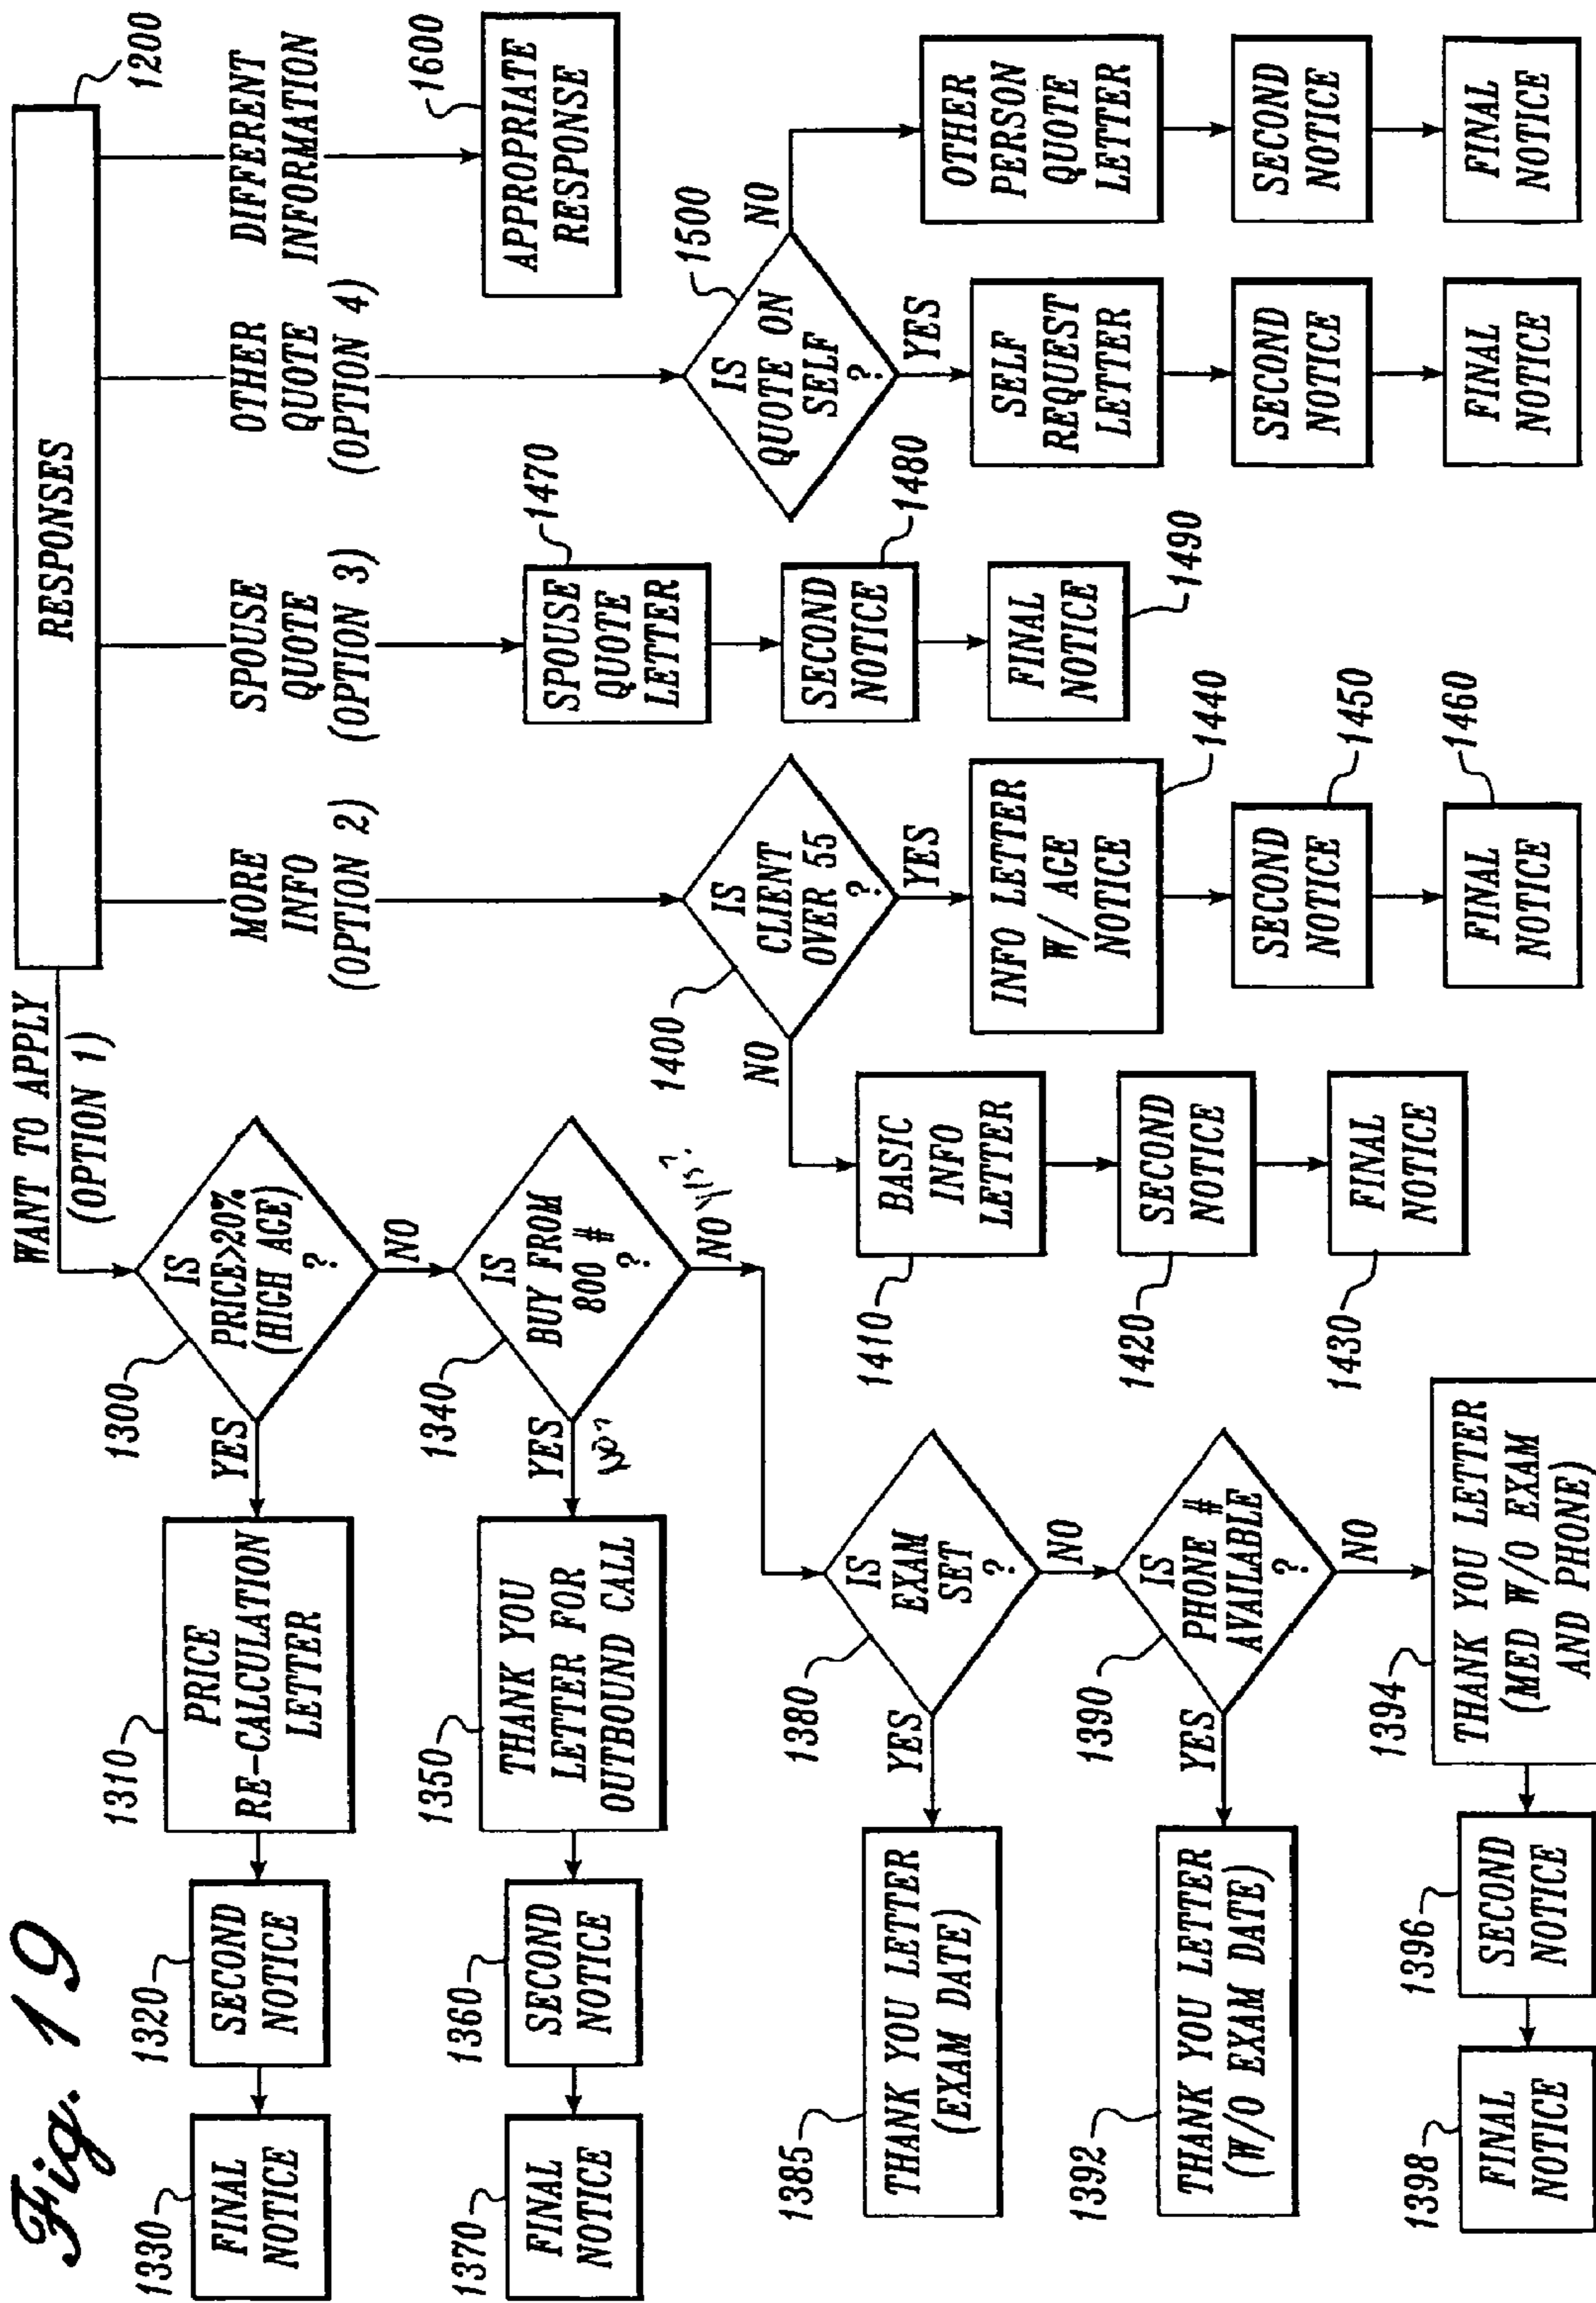 Fig. 19
RESPONSES
1200
WANT TO APPLY
(OPTION 1)
MORE
INFO
(OPTION 2)
SPOUSE
QUOTE
(OPTION 3)
OTHER
QUOTE
(OPTION 4)
DIFFERENT
INFORMATION
1600
APPROPRIATE
RESPONSE
1300
IS
PRICE>20%
(HIGH AGE)
?
YES
NO
1310
PRICE
RE-CALCULATION
LETTER
1320
SECOND
NOTICE
1330
FINAL
NOTICE
1340
IS
BUY FROM
800 #
?
YES
NO?
NO
YES?
1350
THANK YOU
LETTER FOR
OUTBOUND CALL
1360
SECOND
NOTICE
1370
FINAL
NOTICE
1380
IS
EXAM
SET
?
YES
NO
1385
THANK YOU LETTER
(EXAM DATE)
1390
IS
PHONE #
AVAILABLE
?
YES
NO
1392
THANK YOU LETTER
(W/O EXAM DATE)
1394
THANK YOU LETTER
(MED W/O EXAM
AND PHONE)
1396
SECOND
NOTICE
1398
FINAL
NOTICE
1400
IS
CLIENT
OVER 55
?
NO
YES
1410
BASIC
INFO
LETTER
1420
SECOND
NOTICE
1430
FINAL
NOTICE
INFO LETTER
W/ AGE
NOTICE
1440
SECOND
NOTICE
1450
FINAL
NOTICE
1460
SPOUSE
QUOTE
LETTER
1470
SECOND
NOTICE
1480
FINAL
NOTICE
1490
IS
QUOTE ON
SELF
?
1500
YES
NO
SELF
REQUEST
LETTER
SECOND
NOTICE
FINAL
NOTICE
OTHER
PERSON
QUOTE
LETTER
SECOND
NOTICE
FINAL
NOTICE